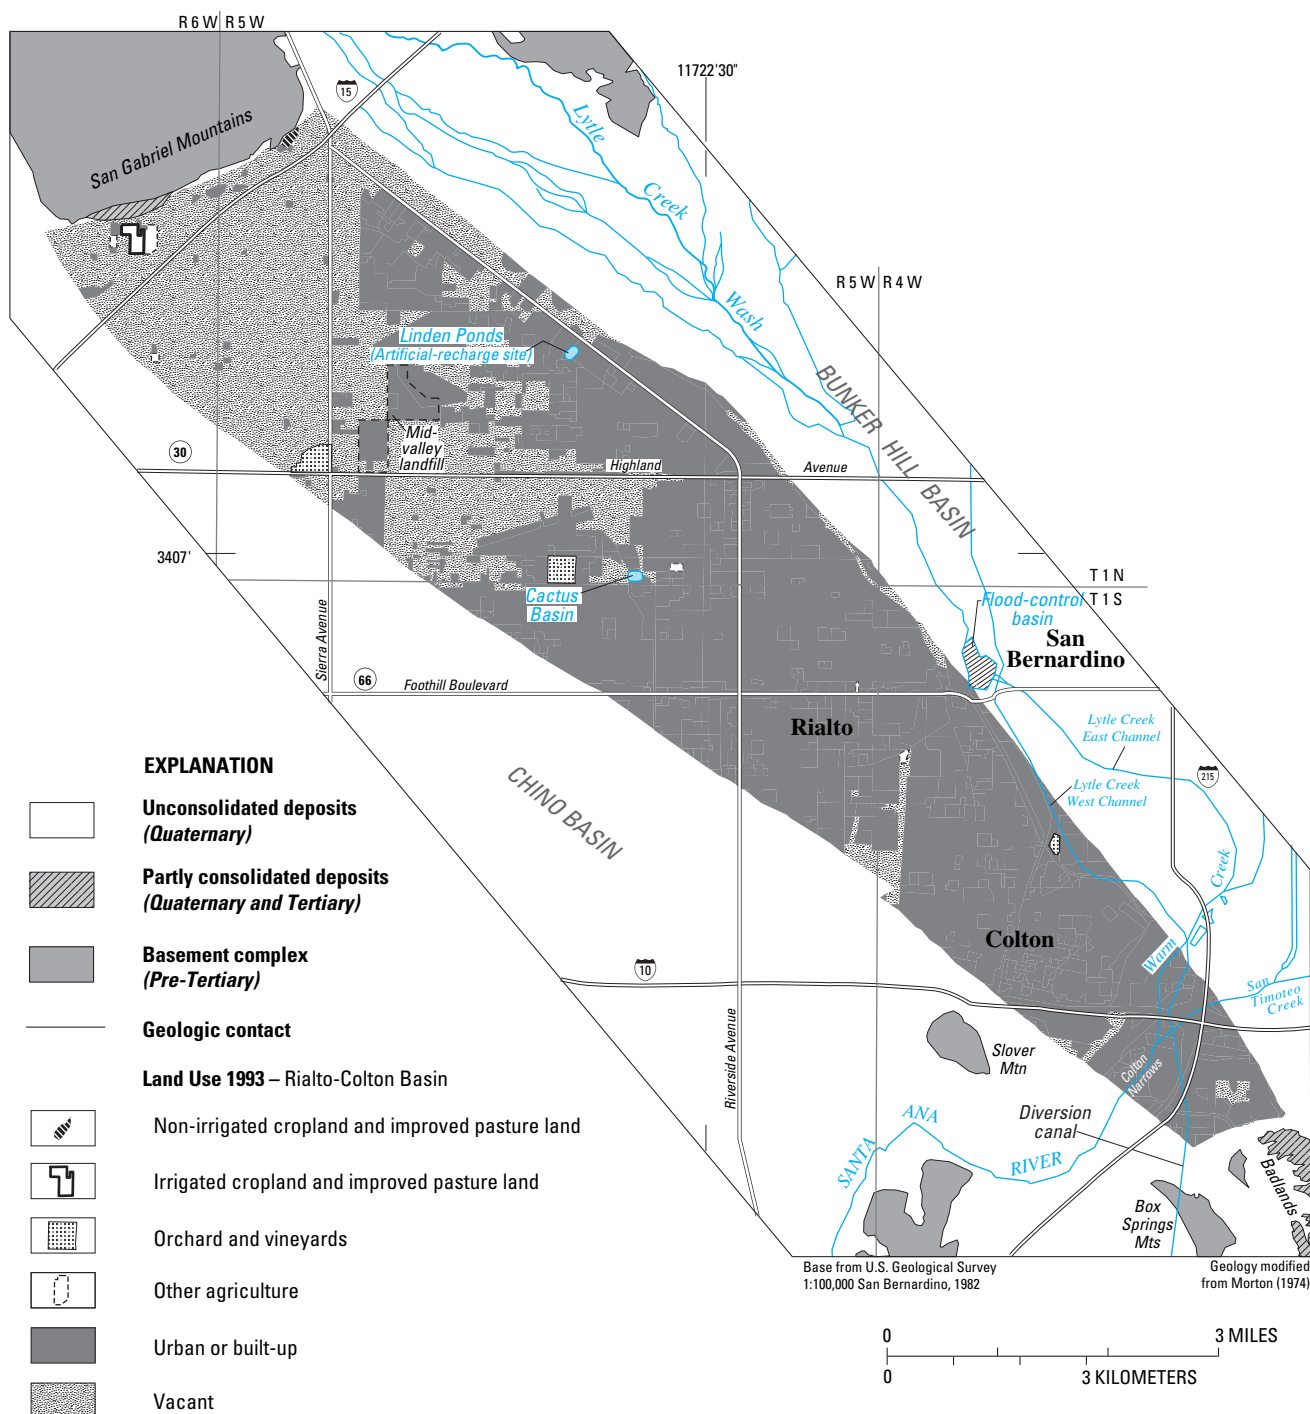 R 6 W
R 5 W
11722'30"
15
Lytle
Creek
Wash
San Gabriel Mountains
R 5 W
R 4 W
Linden Ponds
(Artificial-recharge site)
BUNKER HILL BASIN
Mid-
valley
landfill
30
Highland
Avenue
3407'
T 1 N
T 1 S
Cactus
Basin
Flood-control
basin
San
Bernardino
Sierra Avenue
66
Foothill Boulevard
Rialto
Lytle Creek
East Channel
215
Lytle Creek
West Channel
CHINO BASIN
Creek
Warm
Colton
10
San
Timoteo
Creek
Riverside Avenue
Slover
Mtn
Colton
Narrows
Diversion
canal
SANTA
ANA
RIVER
Badlands
Box
Springs
Mts
Base from U.S. Geological Survey
1:100,000 San Bernardino, 1982
Geology modified
from Morton (1974)
0
3 MILES
0
3 KILOMETERS
EXPLANATION
Unconsolidated deposits
(Quaternary)
Partly consolidated deposits
(Quaternary and Tertiary)
Basement complex
(Pre-Tertiary)
Geologic contact
Land Use 1993 – Rialto-Colton Basin
Non-irrigated cropland and improved pasture land
Irrigated cropland and improved pasture land
Orchard and vineyards
Other agriculture
Urban or built-up
Vacant